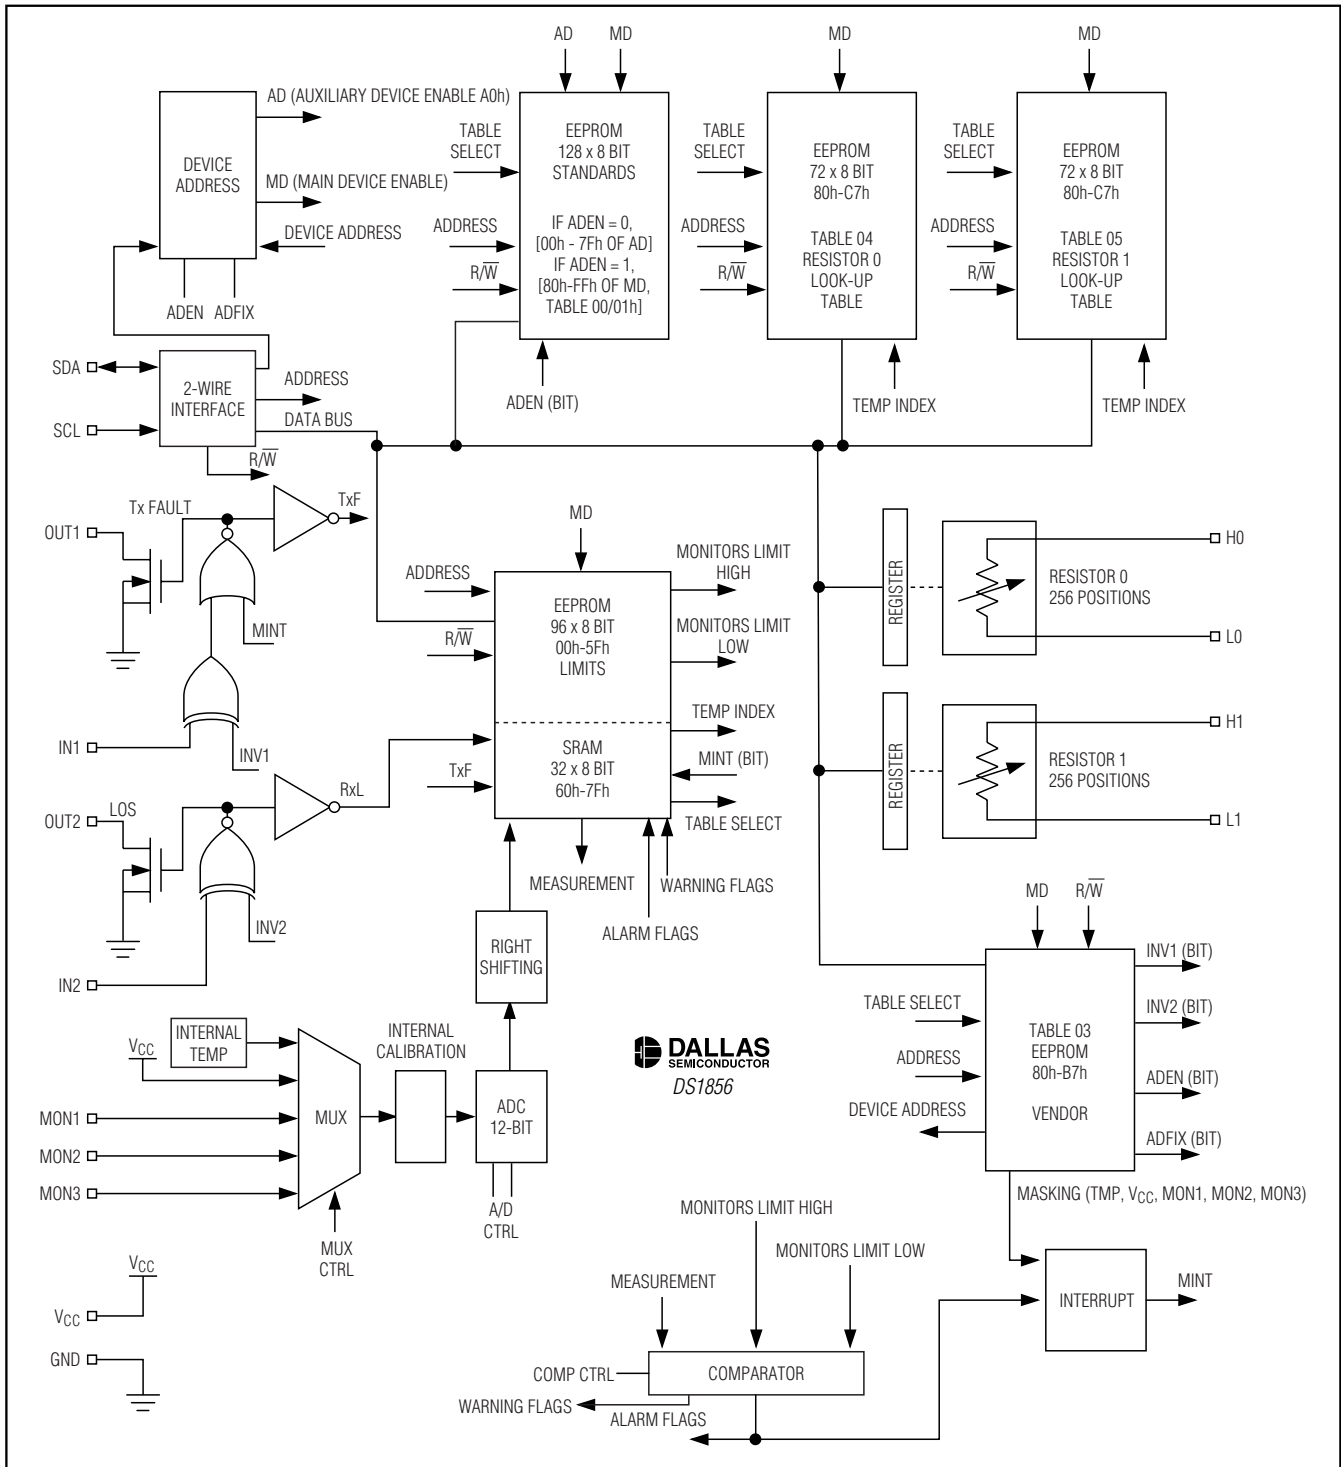 AD
MD
MD
MD
AD (AUXILIARY DEVICE ENABLE A0h)
DEVICE
ADDRESS
MD (MAIN DEVICE ENABLE)
DEVICE ADDRESS
ADEN
ADFIX
TABLE
SELECT
ADDRESS
R/W̅
EEPROM
128 x 8 BIT
STANDARDS
IF ADEN = 0,
[00h - 7Fh OF AD]
IF ADEN = 1,
[80h-FFh OF MD,
TABLE 00/01h]
ADEN (BIT)
TABLE
SELECT
ADDRESS
R/W̅
EEPROM
72 x 8 BIT
80h-C7h
TABLE 04
RESISTOR 0
LOOK-UP
TABLE
TEMP INDEX
TABLE
SELECT
ADDRESS
R/W̅
EEPROM
72 x 8 BIT
80h-C7h
TABLE 05
RESISTOR 1
LOOK-UP
TABLE
TEMP INDEX
SDA
SCL
2-WIRE
INTERFACE
ADDRESS
DATA BUS
R/W̅
Tx FAULT
TxF
OUT1
MINT
IN1
INV1
RxL
OUT2
LOS
INV2
IN2
MD
ADDRESS
R/W̅
TxF
EEPROM
96 x 8 BIT
00h-5Fh
LIMITS
SRAM
32 x 8 BIT
60h-7Fh
MONITORS LIMIT
HIGH
MONITORS LIMIT
LOW
TEMP INDEX
MINT (BIT)
TABLE SELECT
MEASUREMENT
WARNING FLAGS
ALARM FLAGS
REGISTER
RESISTOR 0
256 POSITIONS
H0
L0
REGISTER
RESISTOR 1
256 POSITIONS
H1
L1
RIGHT
SHIFTING
INTERNAL
TEMP
VCC
MON1
MON2
MON3
MUX
MUX
CTRL
INTERNAL
CALIBRATION
ADC
12-BIT
A/D
CTRL
DALLAS
SEMICONDUCTOR
DS1856
MD
R/W̅
TABLE SELECT
ADDRESS
DEVICE ADDRESS
TABLE 03
EEPROM
80h-B7h
VENDOR
INV1 (BIT)
INV2 (BIT)
ADEN (BIT)
ADFIX (BIT)
MASKING (TMP, VCC, MON1, MON2, MON3)
VCC
VCC
GND
MONITORS LIMIT HIGH
MONITORS LIMIT LOW
MEASUREMENT
COMP CTRL
COMPARATOR
WARNING FLAGS
ALARM FLAGS
INTERRUPT
MINT